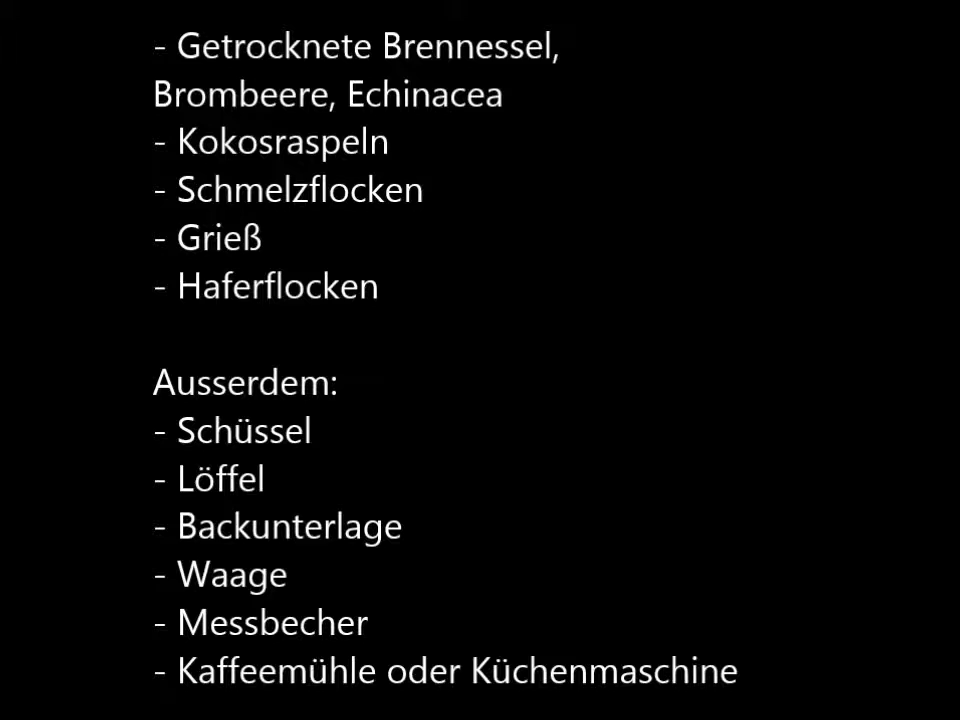 - Getrocknete Brennessel,
Brombeere, Echinacea
- Kokosraspeln
- Schmelzflocken
- Grieß
- Haferflocken
Ausserdem:
- Schüssel
- Löffel
- Backunterlage
- Waage
- Messbecher
- Kaffeemühle oder Küchenmaschine